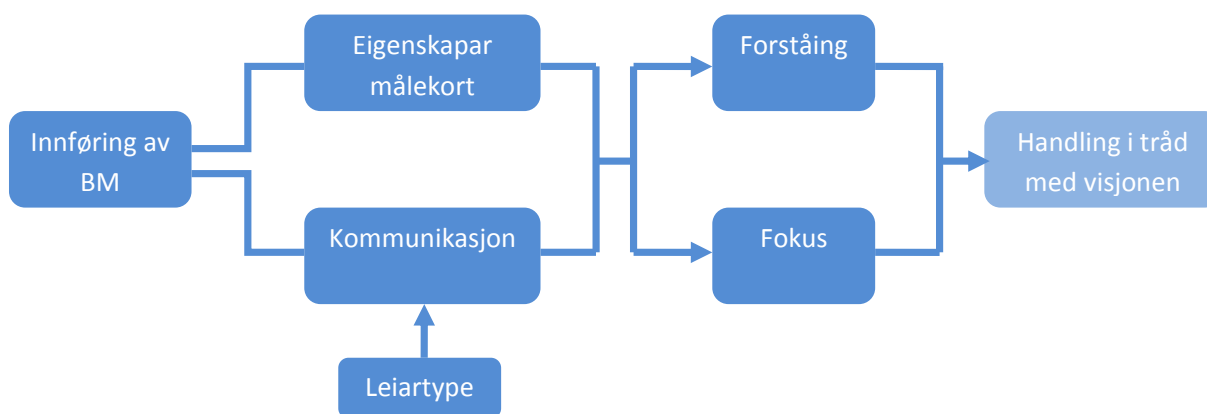 Eigenskapar
målekort
Forståing
Innføring av
BM
Handling i tråd
med visjonen
Kommunikasjon
Fokus
Leiartype